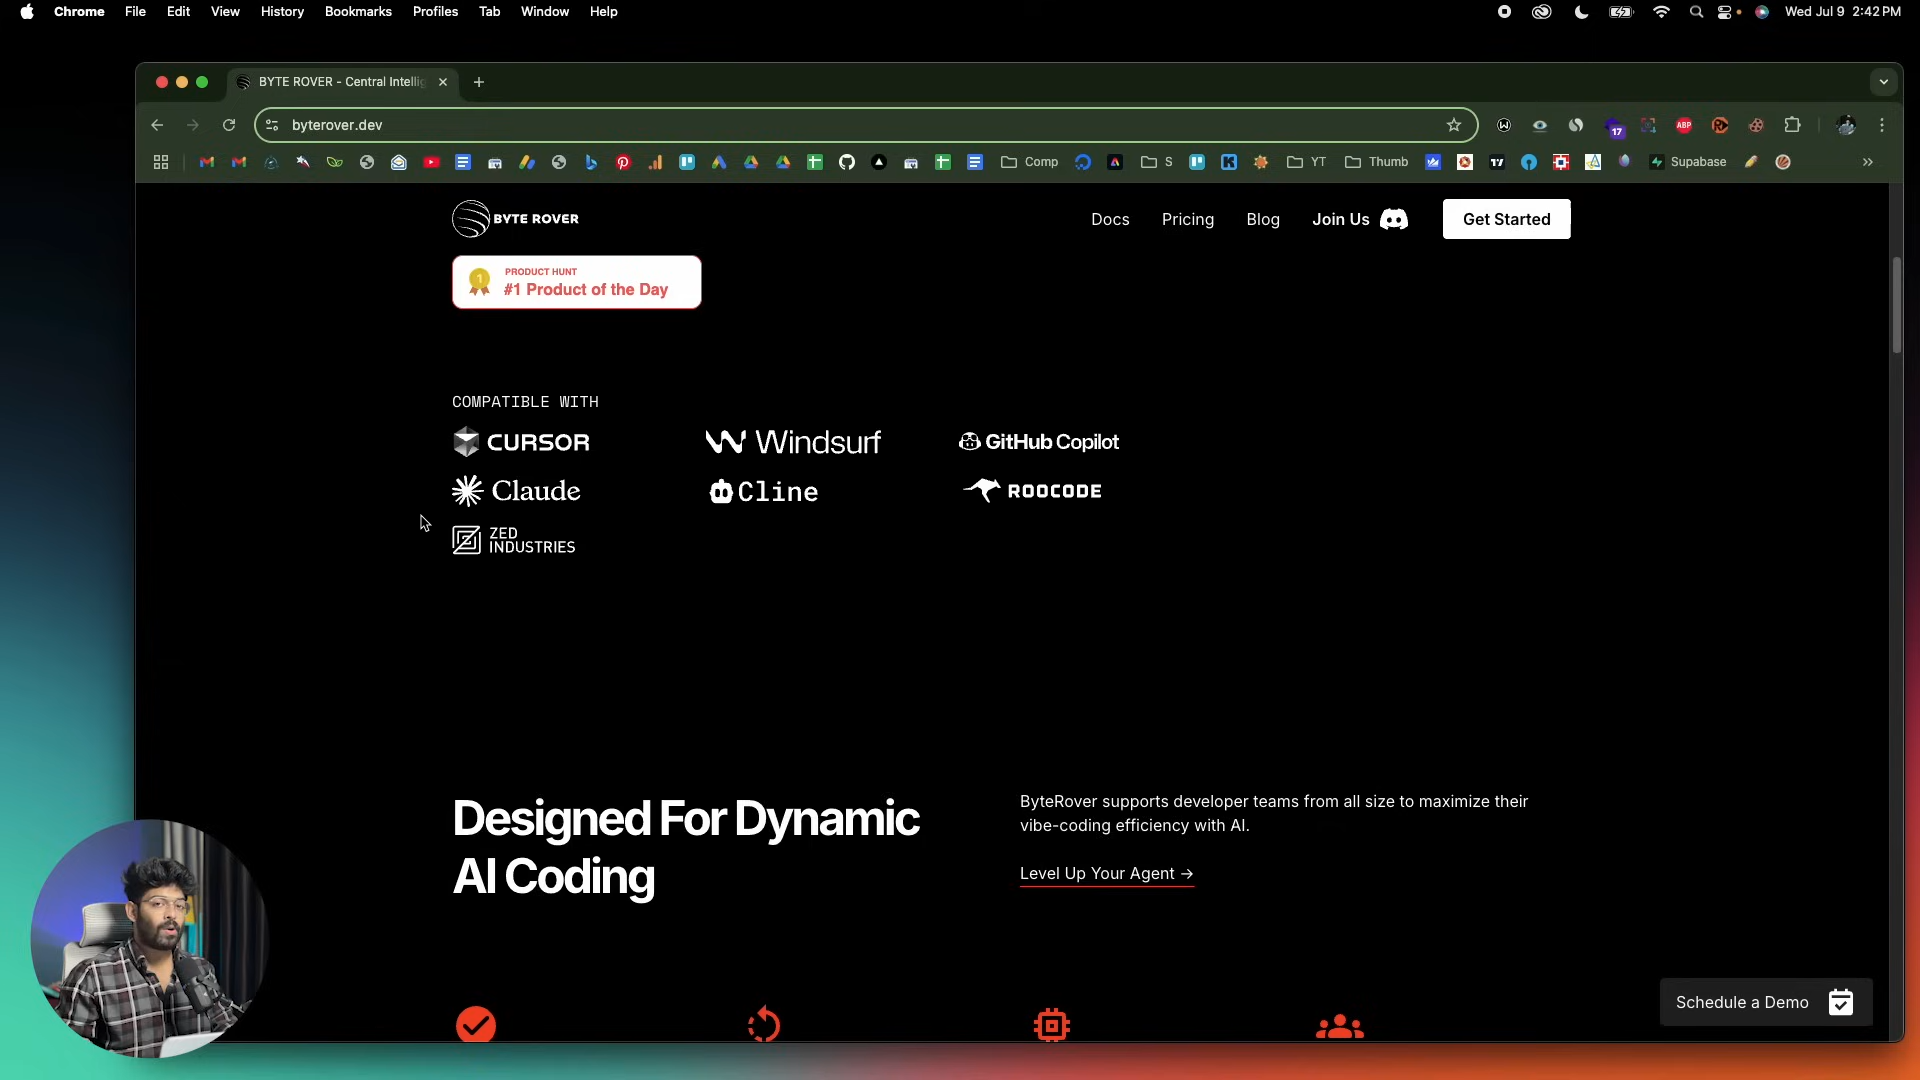 Chrome File Edit View History Bookmarks Profiles Tab Window Help
Wed Jul 9 2:42 PM
BYTE ROVER - Central Intelli
byterover.dev
17
ABP
Comp
S
YT
Thumb
Supabase
BYTE ROVER
Docs Pricing Blog Join Us Get Started
1
PRODUCT HUNT
#1 Product of the Day
COMPATIBLE WITH
CURSOR
Windsurf
GitHub Copilot
Claude
Cline
ROOCODE
ZED
INDUSTRIES
Designed For Dynamic
AI Coding
ByteRover supports developer teams from all size to maximize their
vibe-coding efficiency with AI.
Level Up Your Agent →
Schedule a Demo